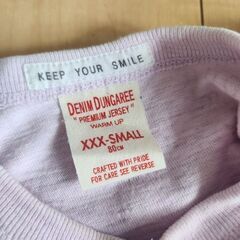 KEEP YOUR SMILE
DENIM DUNGAREE
"PREMIUM JERSEY"
WARM UP
XXX-SMALL
80cm
CRAFTED WITH PRIDE
FOR CARE SEE REVERSE